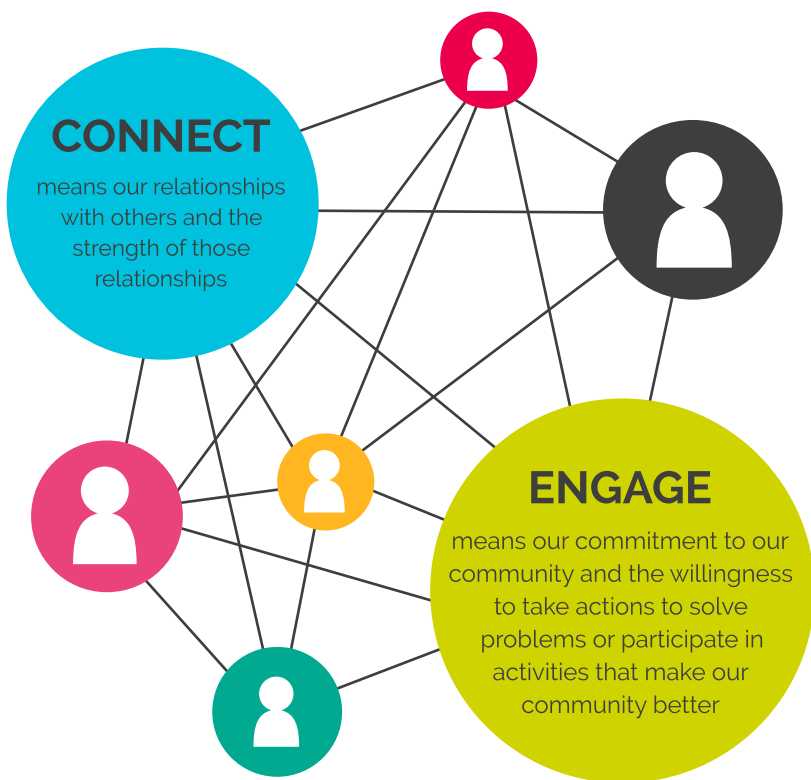 CONNECT
means our relationships
with others and the
strength of those
relationships
ENGAGE
means our commitment to our
community and the willingness
to take actions to solve
problems or participate in
activities that make our
community better